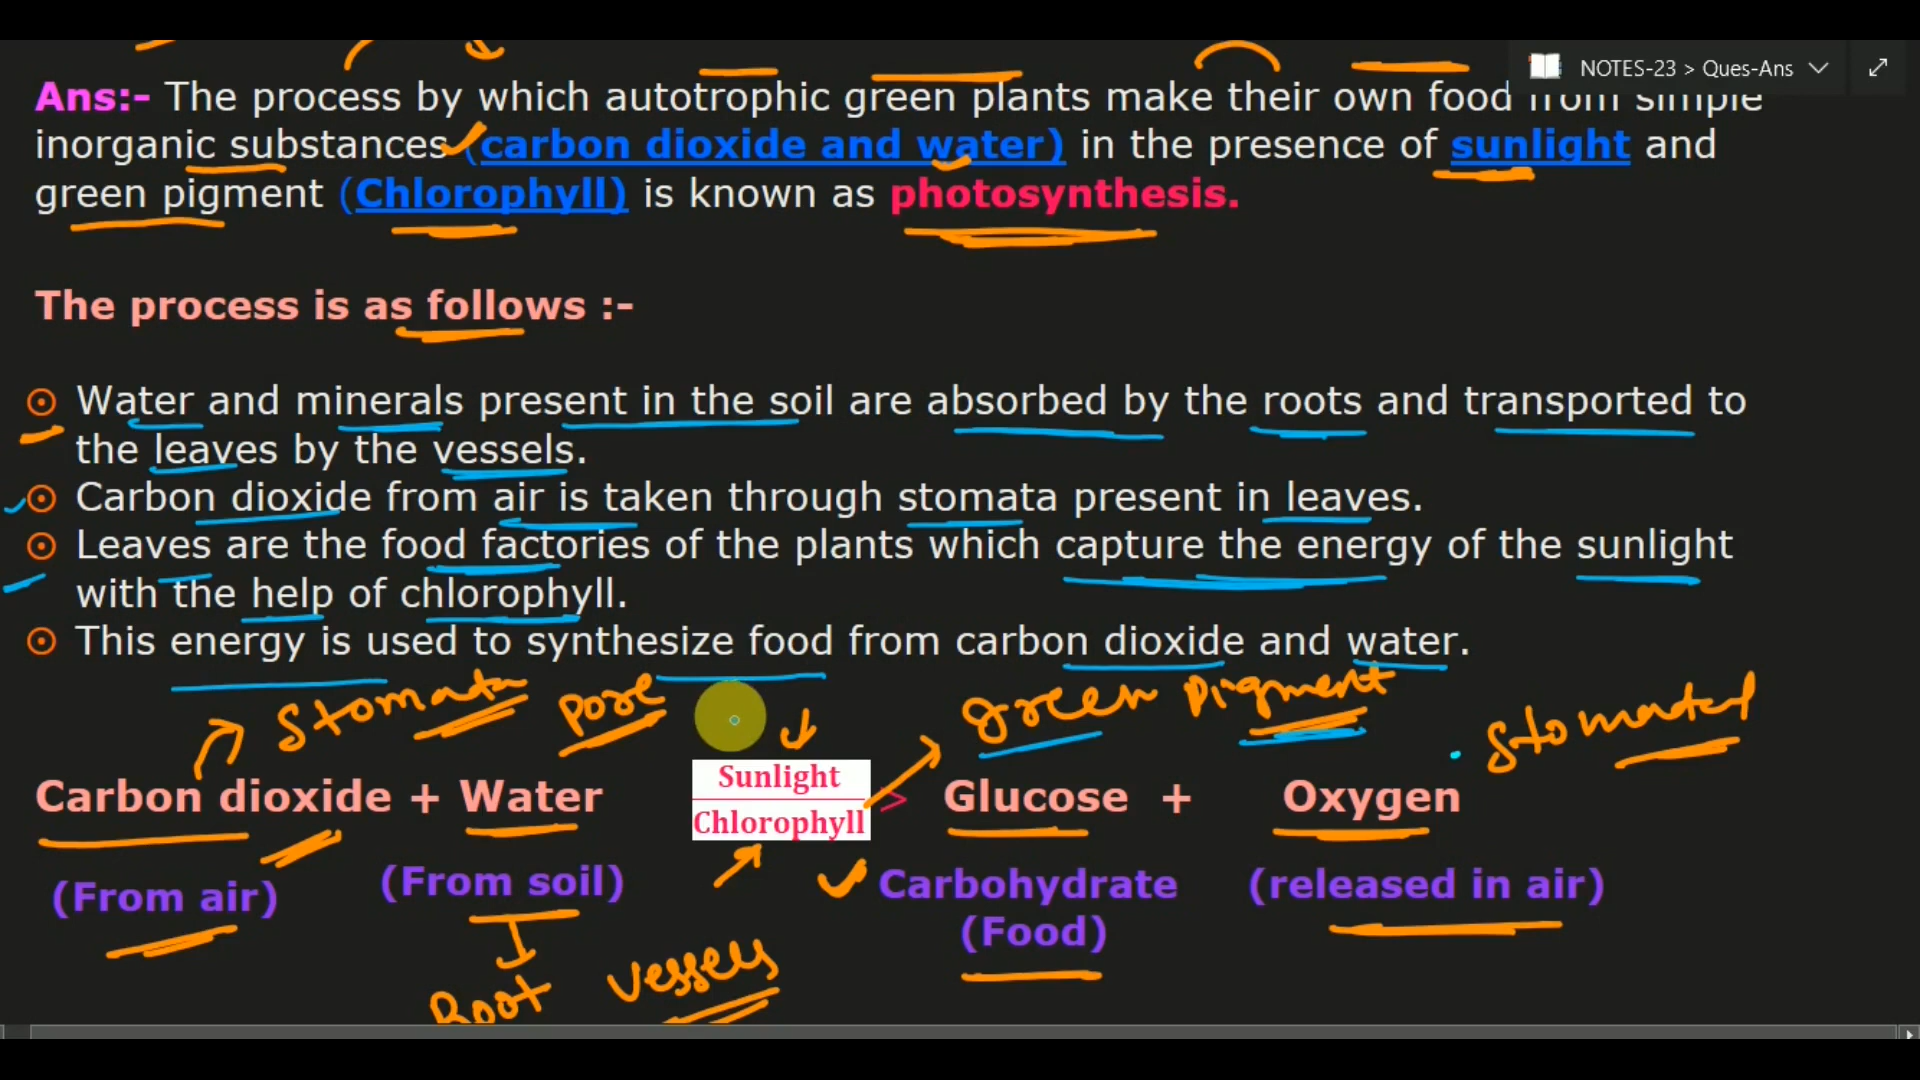 NOTES-23 > Ques-Ans
Ans:- The process by which autotrophic green plants make their own food from simple
inorganic substances (carbon dioxide and water) in the presence of sunlight and
green pigment (Chlorophyll) is known as photosynthesis.
The process is as follows :-
Water and minerals present in the soil are absorbed by the roots and transported to
the leaves by the vessels.
Carbon dioxide from air is taken through stomata present in leaves.
Leaves are the food factories of the plants which capture the energy of the sunlight
with the help of chlorophyll.
This energy is used to synthesize food from carbon dioxide and water.
Stomata pore green pigment
Carbon dioxide + Water Sunlight > Glucose + Oxygen
Chlorophyll
(From air) (From soil) Carbohydrate (released in air)
(Food)
Root vessels